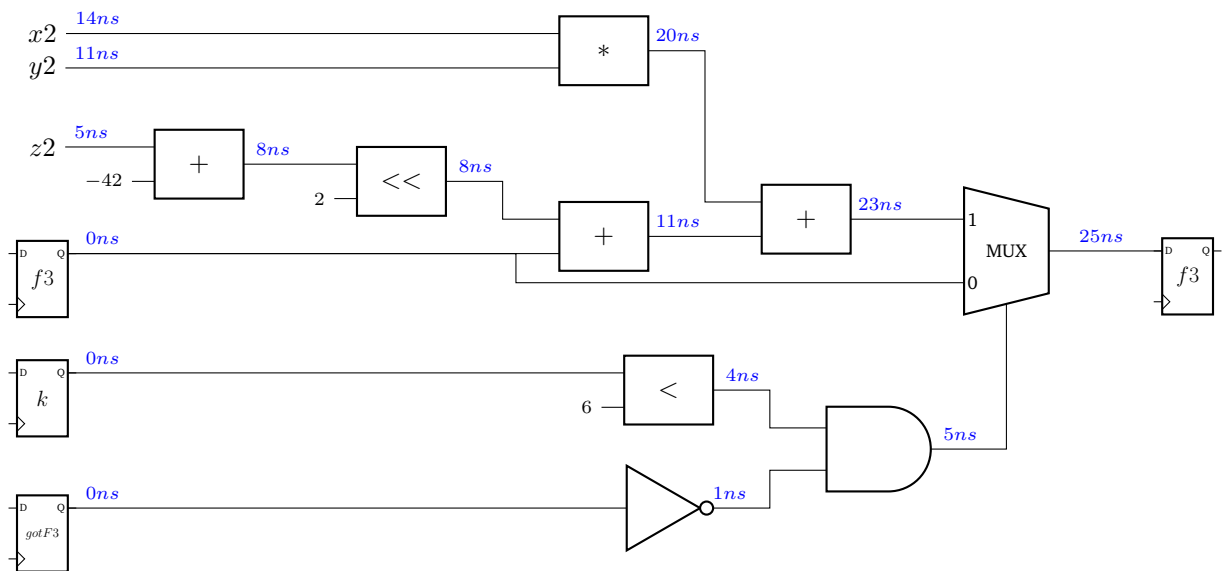 x2 14ns
y2 11ns
* 20ns
z2 5ns
−42
+ 8ns
2
<< 8ns
+ 11ns
+ 23ns
1
0
MUX
25ns
D Q
f3
0ns
D Q
f3
D Q
k
0ns
6
< 4ns
5ns
D Q
gotF3
0ns
1ns